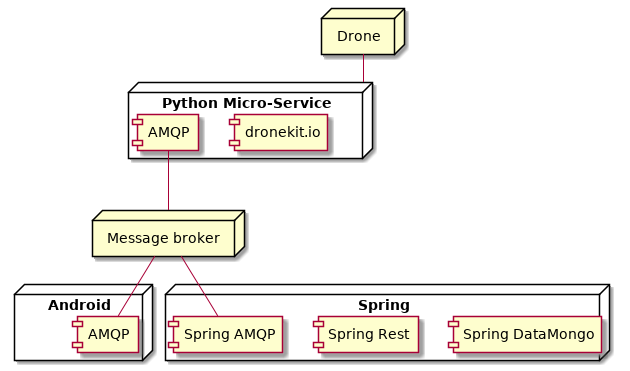 Drone
Python Micro-Service
AMQP
dronekit.io
Message broker
Android
AMQP
Spring
Spring AMQP
Spring Rest
Spring DataMongo